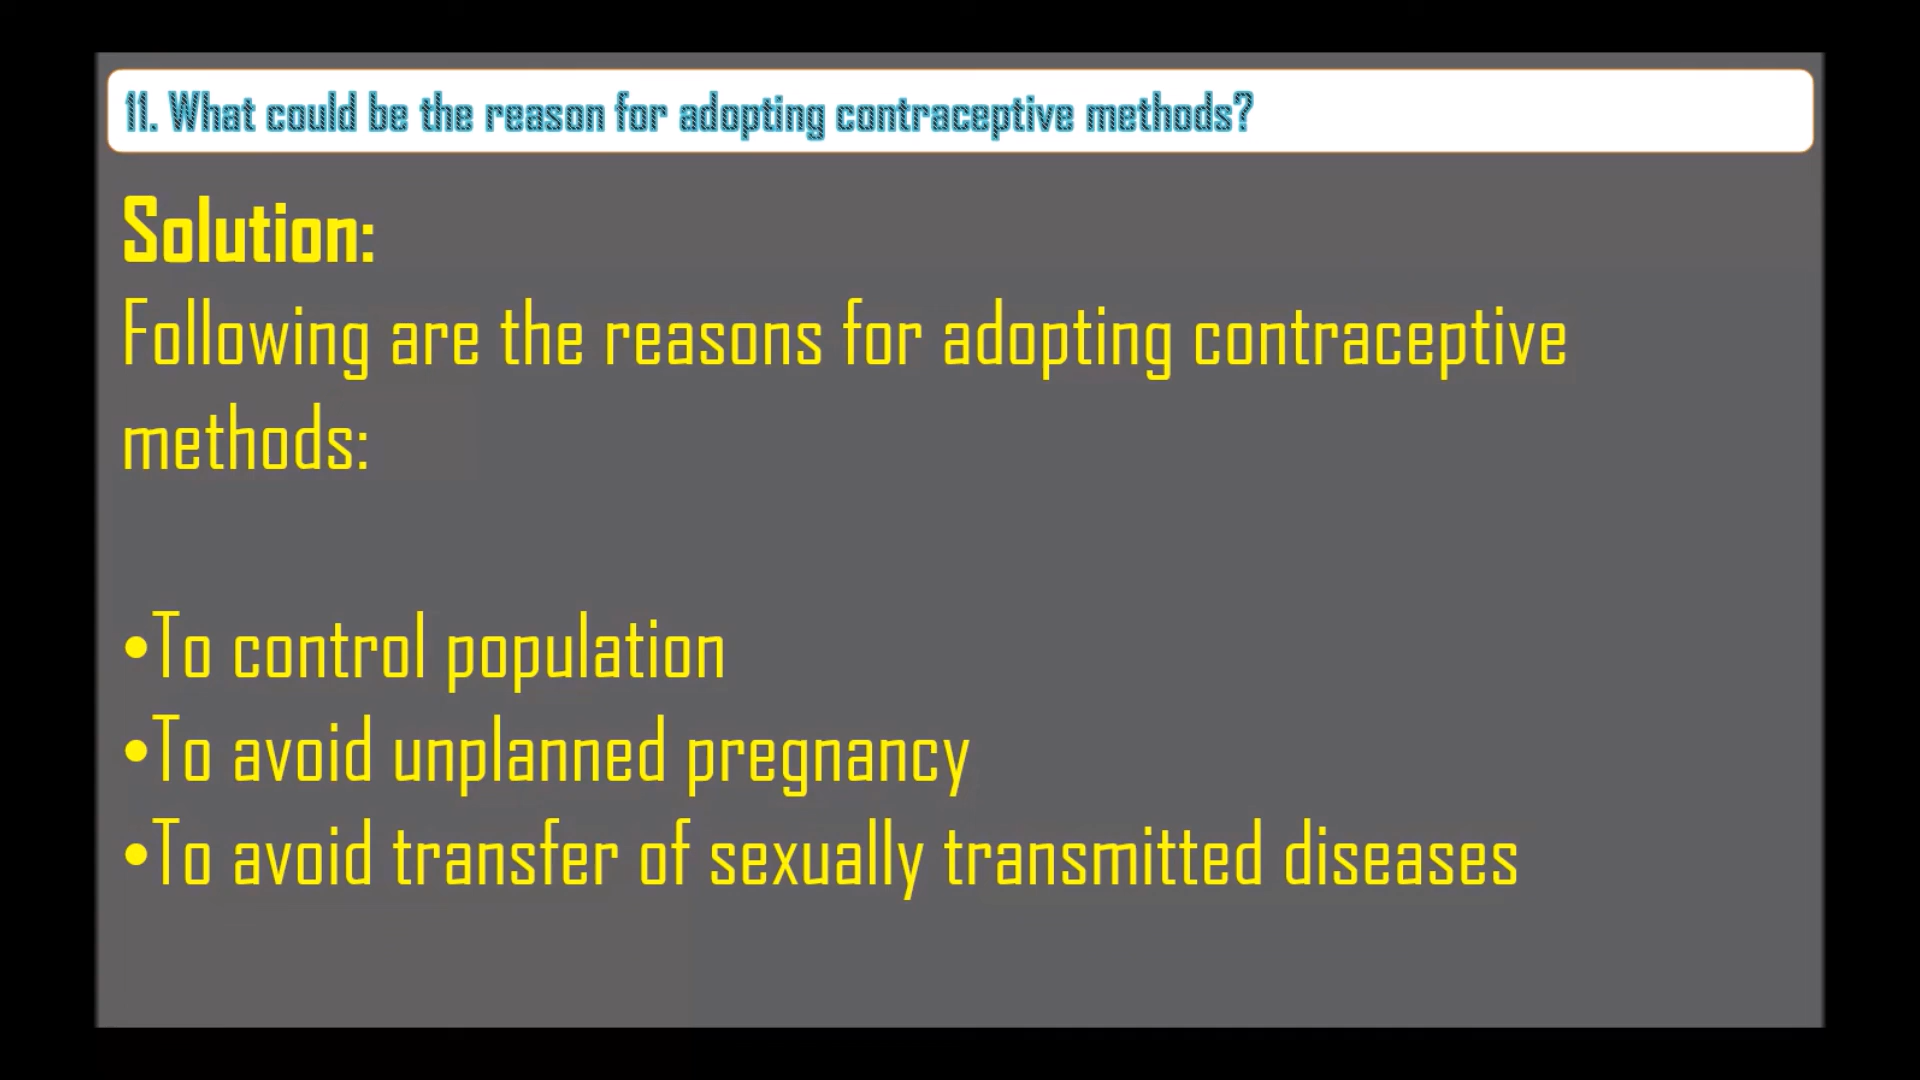 11. What could be the reason for adopting contraceptive methods?
Solution:
Following are the reasons for adopting contraceptive
methods:
•To control population
•To avoid unplanned pregnancy
•To avoid transfer of sexually transmitted diseases